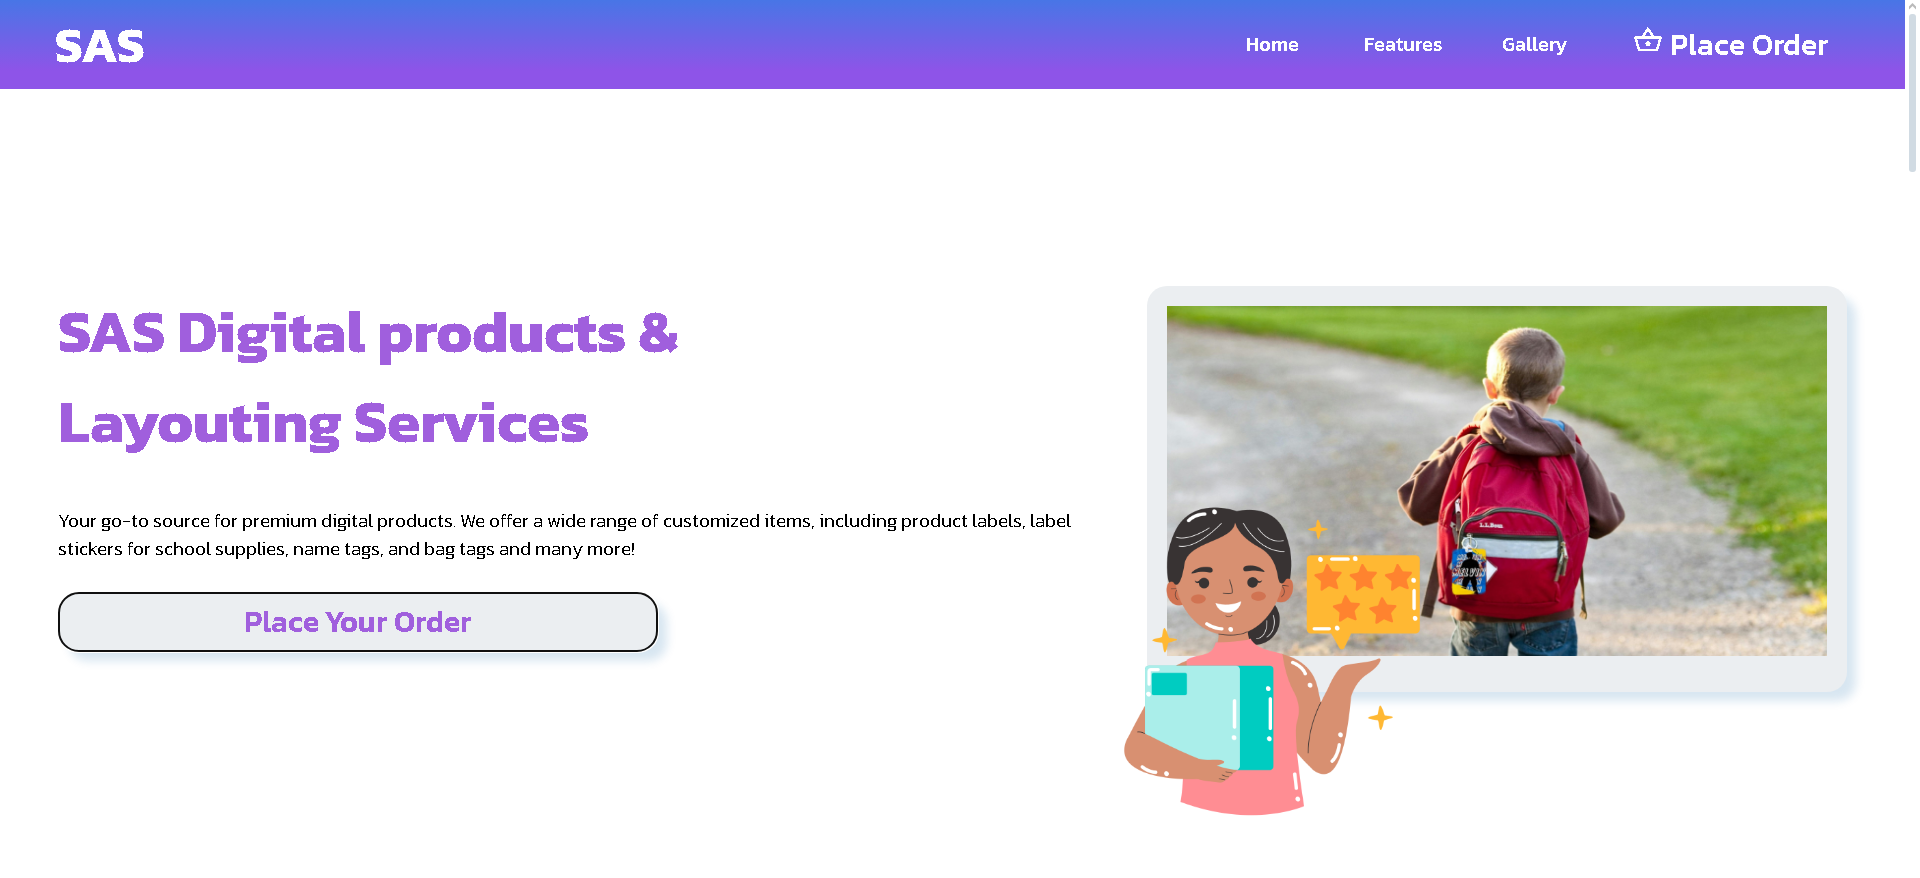 SAS
Home
Features
Gallery
Place Order
SAS Digital products &
Layouting Services
Your go-to source for premium digital products. We offer a wide range of customized items, including product labels, label
stickers for school supplies, name tags, and bag tags and many more!
Place Your Order
L.L.Bean